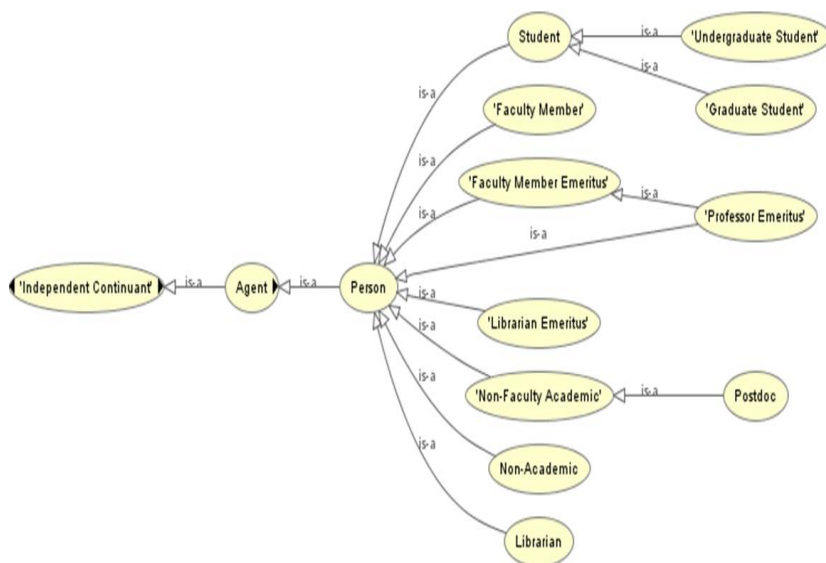 Student
is-a
'Undergraduate Student'
is-a
'Graduate Student'
is-a
'Faculty Member'
is-a
'Faculty Member Emeritus'
is-a
'Professor Emeritus'
is-a
is-a
'Independent Continuant'
is-a
Agent
is-a
Person
is-a
'Librarian Emeritus'
is-a
'Non-Faculty Academic'
is-a
Postdoc
is-a
Non-Academic
is-a
Librarian